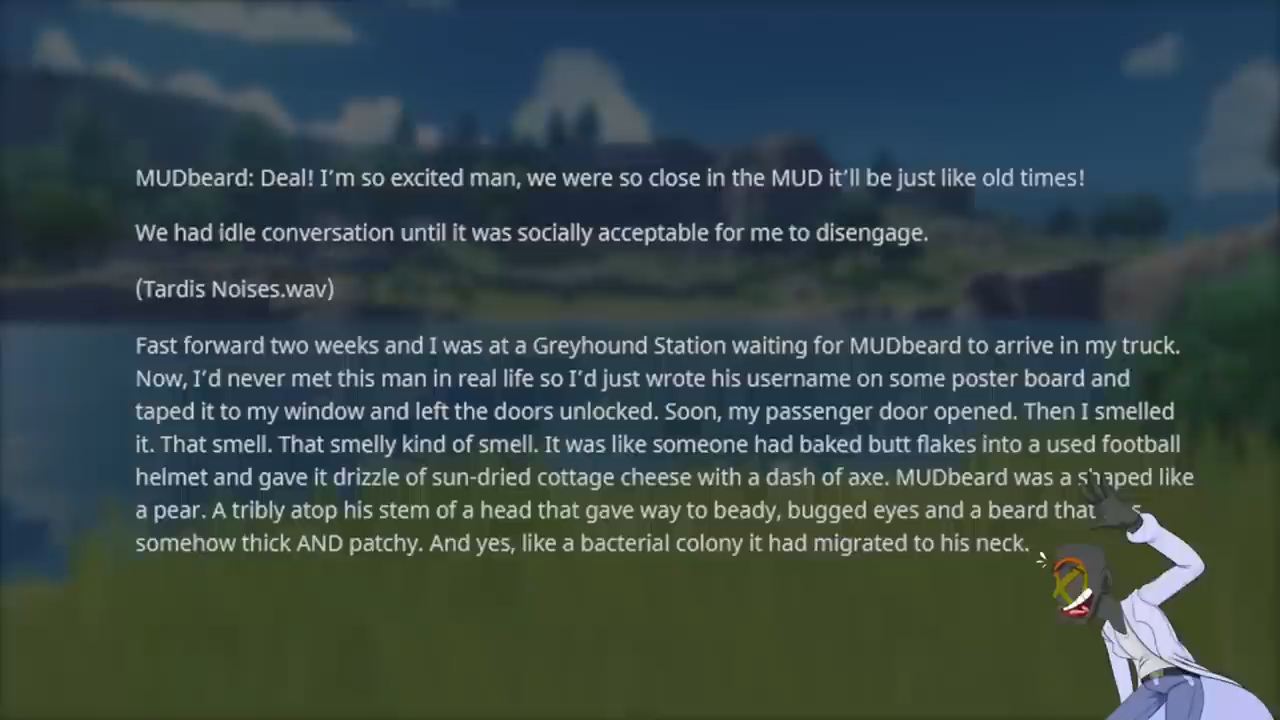 MUDbeard: Deal! I’m so excited man, we were so close in the MUD it’ll be just like old times!
We had idle conversation until it was socially acceptable for me to disengage.
(Tardis Noises.wav)
Fast forward two weeks and I was at a Greyhound Station waiting for MUDbeard to arrive in my truck.
Now, I’d never met this man in real life so I’d just wrote his username on some poster board and
taped it to my window and left the doors unlocked. Soon, my passenger door opened. Then I smelled
it. That smell. That smelly kind of smell. It was like someone had baked butt flakes into a used football
helmet and gave it drizzle of sun-dried cottage cheese with a dash of axe. MUDbeard was a shaped like
a pear. A tribly atop his stem of a head that gave way to beady, bugged eyes and a beard that
somehow thick AND patchy. And yes, like a bacterial colony it had migrated to his neck.